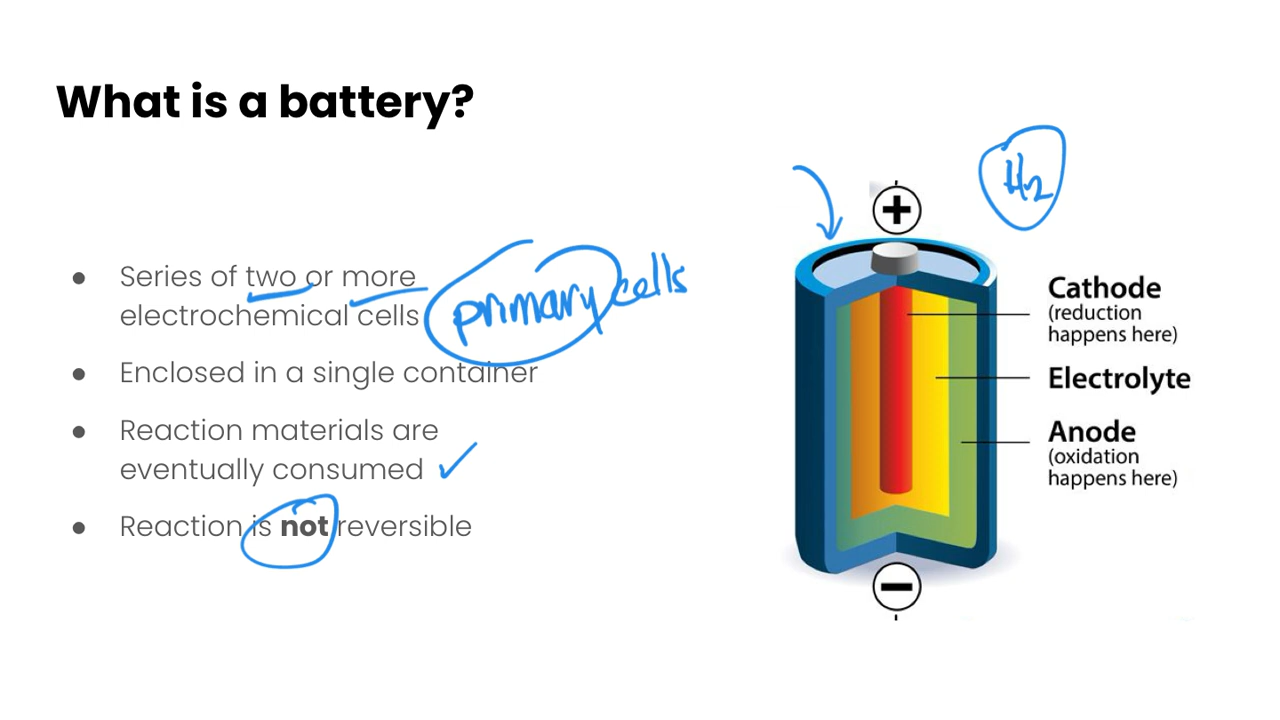 What is a battery?
● Series of two or more
electrochemical cells
primary cells
● Enclosed in a single container
● Reaction materials are
eventually consumed ✓
● Reaction is not reversible
H2
+
Cathode
(reduction
happens here)
Electrolyte
Anode
(oxidation
happens here)
−